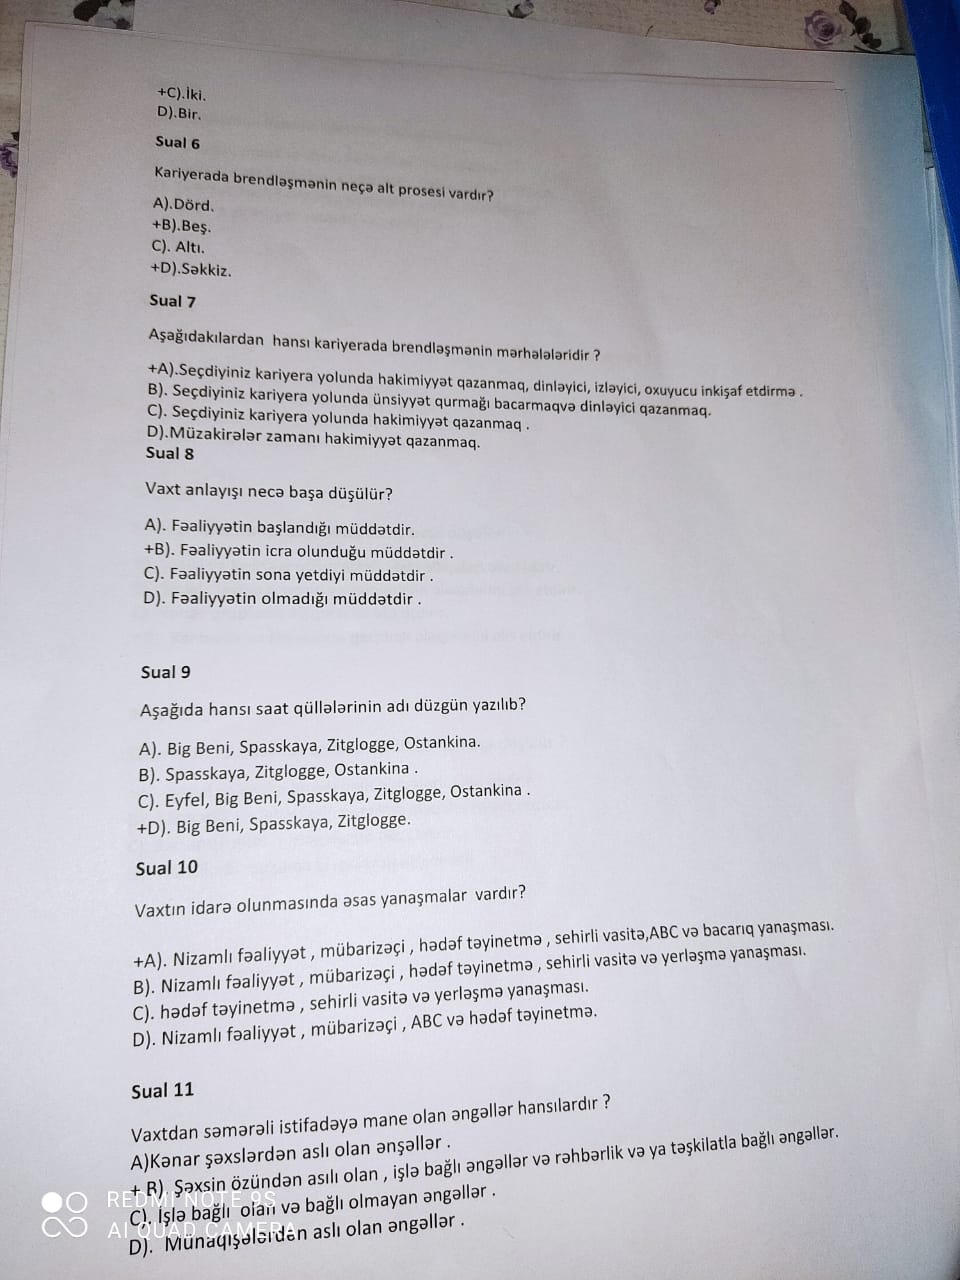 +C).İki.
D).Bir.
Sual 6
Kariyerada brendləşmənin neçə alt prosesi vardır?
A).Dörd.
+B).Beş.
C). Altı.
+D).Səkkiz.
Sual 7
Aşağıdakılardan hansı kariyerada brendləşmənin mərhələləridir ?
+A).Seçdiyiniz kariyera yolunda hakimiyyət qazanmaq, dinləyici, izləyici, oxuyucu inkişaf etdirmə .
B). Seçdiyiniz kariyera yolunda ünsiyyət qurmağı bacarmaqvə dinləyici qazanmaq.
C). Seçdiyiniz kariyera yolunda hakimiyyət qazanmaq .
D).Müzakirələr zamanı hakimiyyət qazanmaq.
Sual 8
Vaxt anlayışı necə başa düşülür?
A). Fəaliyyətin başlandığı müddətdir.
+B). Fəaliyyətin icra olunduğu müddətdir .
C). Fəaliyyətin sona yetdiyi müddətdir .
D). Fəaliyyətin olmadığı müddətdir .
Sual 9
Aşağıda hansı saat qüllələrinin adı düzgün yazılıb?
A). Big Beni, Spasskaya, Zitglogge, Ostankina.
B). Spasskaya, Zitglogge, Ostankina .
C). Eyfel, Big Beni, Spasskaya, Zitglogge, Ostankina .
+D). Big Beni, Spasskaya, Zitglogge.
Sual 10
Vaxtın idarə olunmasında əsas yanaşmalar vardır?
+A). Nizamlı fəaliyyət , mübarizəçi , hədəf təyinetmə , sehirli vasitə,ABC və bacarıq yanaşması.
B). Nizamlı fəaliyyət , mübarizəçi , hədəf təyinetmə , sehirli vasitə və yerləşmə yanaşması.
C). hədəf təyinetmə , sehirli vasitə və yerləşmə yanaşması.
D). Nizamlı fəaliyyət , mübarizəçi , ABC və hədəf təyinetmə.
Sual 11
Vaxtdan səmərəli istifadəyə mane olan əngəllər hansılardır ?
A)Kənar şəxslərdən aslı olan ənşəllər .
+ B). Şəxsin özündən asılı olan , işlə bağlı əngəllər və rəhbərlik və ya təşkilatla bağlı əngəllər.
C). İşlə bağlı olan və bağlı olmayan əngəllər .
D). Münaqişələrdən aslı olan əngəllər .
REDMI NOTE 9S
AI QUAD CAMERA